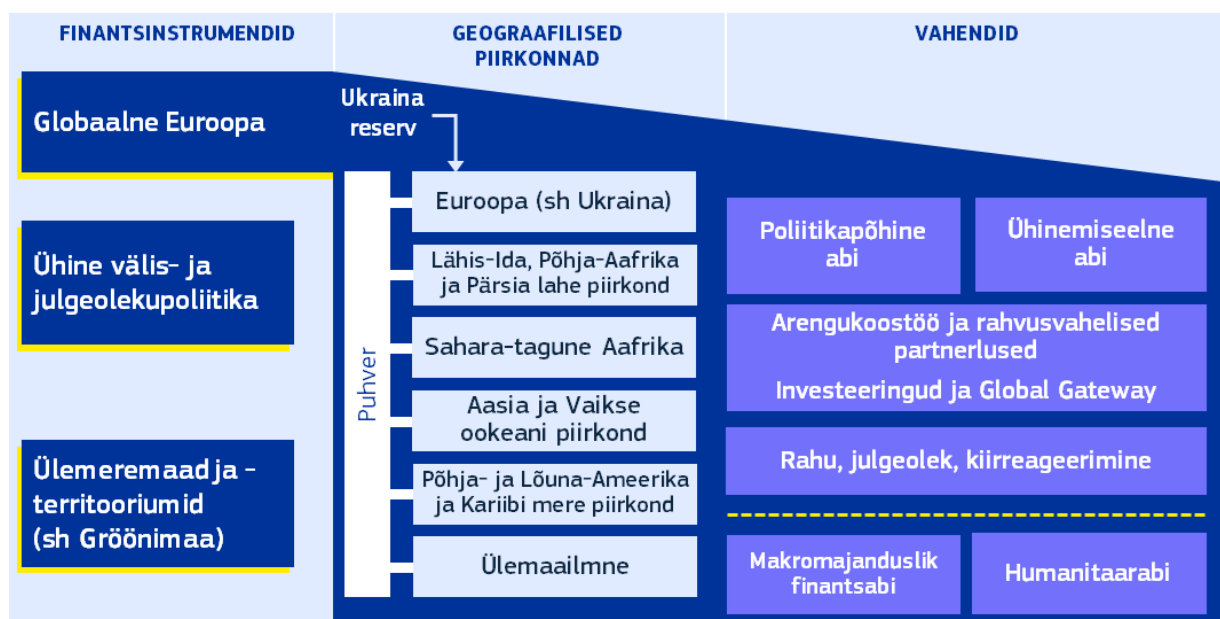 FINANTSINSTRUMENDID
GEOGRAAFILISED
PIIRKONNAD
VAHENDID
Globaalne Euroopa
Ühine välis- ja
julgeolekupoliitika
Ülemeremaad ja -
territooriumid
(sh Gröönimaa)
Ukraina
reserv
Puhver
Euroopa (sh Ukraina)
Lähis-Ida, Põhja-Aafrika
ja Pärsia lahe piirkond
Sahara-tagune Aafrika
Aasia ja Vaikse
ookeani piirkond
Põhja- ja Lõuna-Ameerika
ja Kariibi mere piirkond
Ülemaailmne
Poliitikapõhine
abi
Ühinemiseelne
abi
Arengukoostöö ja rahvusvahelised
partnerlused
Investeeringud ja Global Gateway
Rahu, julgeolek, kiirreageerimine
Makromajanduslik
finantsabi
Humanitaarabi